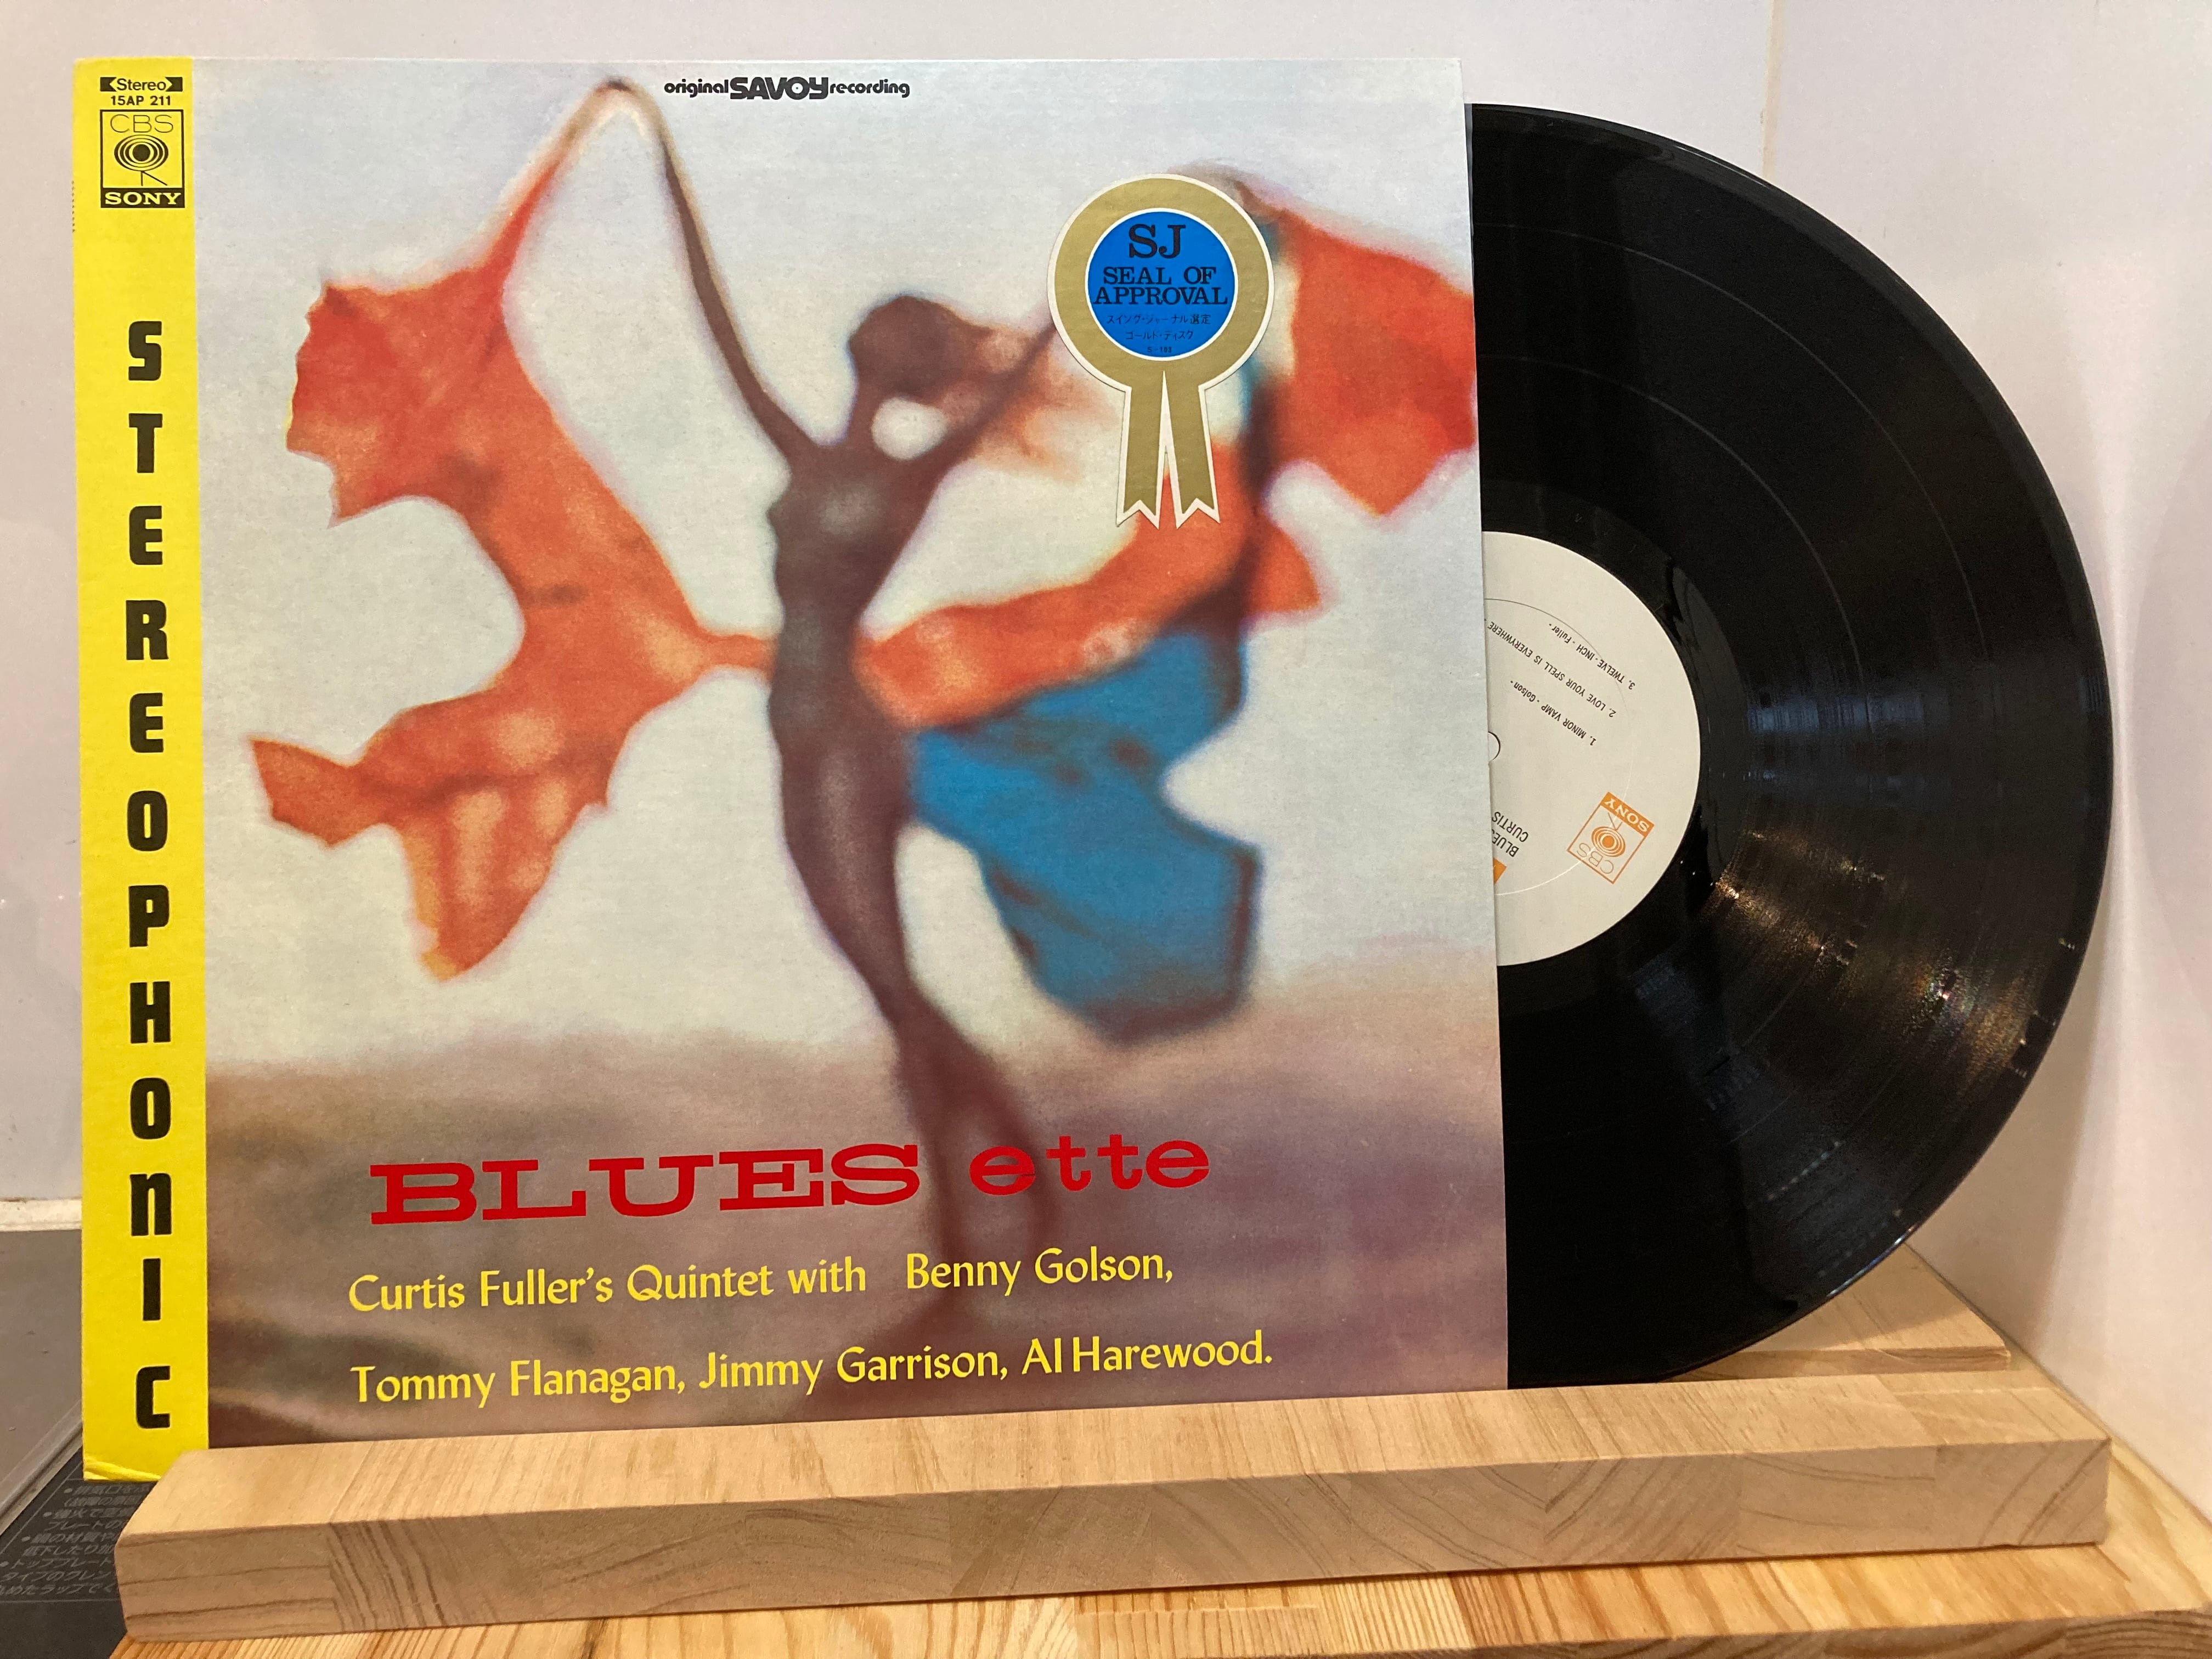 Stereo
15AP 211
CBS
SONY
STEREOPHONIC
original SAVOY recording
SJ
SEAL OF
APPROVAL
スイング・ジャーナル選定
ゴールド・ディスク
BLUES ette
Curtis Fuller's Quintet with Benny Golson,
Tommy Flanagan, Jimmy Garrison, Al Harewood.
CBS
SONY
CURTIS
1. MINOR VAMP - Golson -
2. LOVE YOUR SPELL IS EVERYWHERE
3. TWELVE - INCH - Fuller -